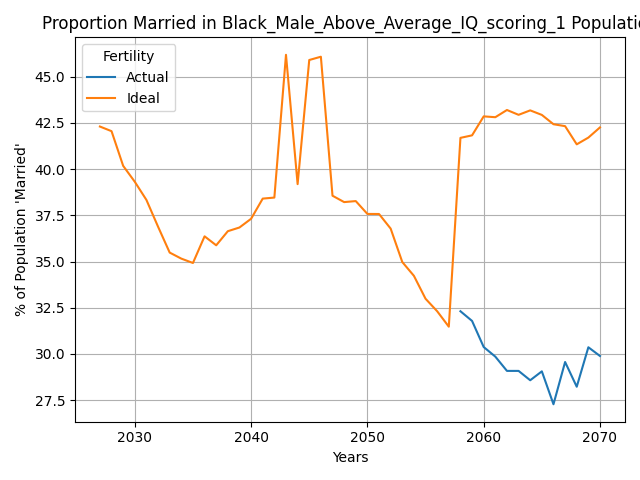 Proportion Married in Black_Male_Above_Average_IQ_scoring_1 Populatio
Fertility
Actual
Ideal
% of Population 'Married'
45.0
42.5
40.0
37.5
35.0
32.5
30.0
27.5
2030 2040 2050 2060 2070
Years